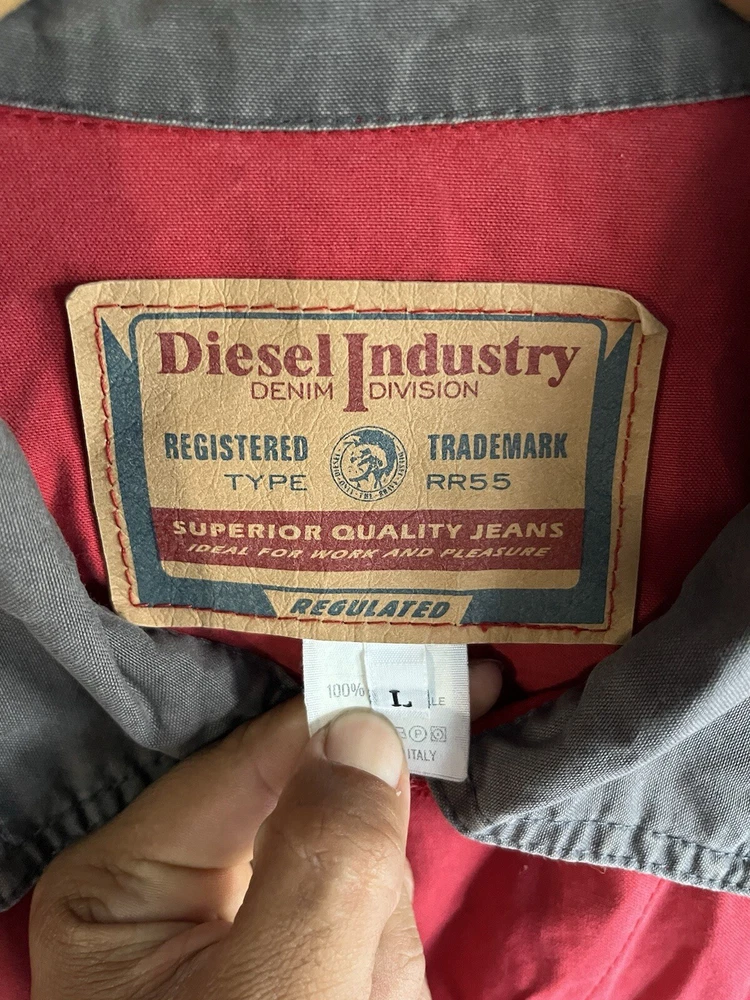 Diesel Industry
DENIM DIVISION
REGISTERED TRADEMARK
TYPE RR55
SUPERIOR QUALITY JEANS
IDEAL FOR WORK AND PLEASURE
REGULATED
100% L LE
P
ITALY